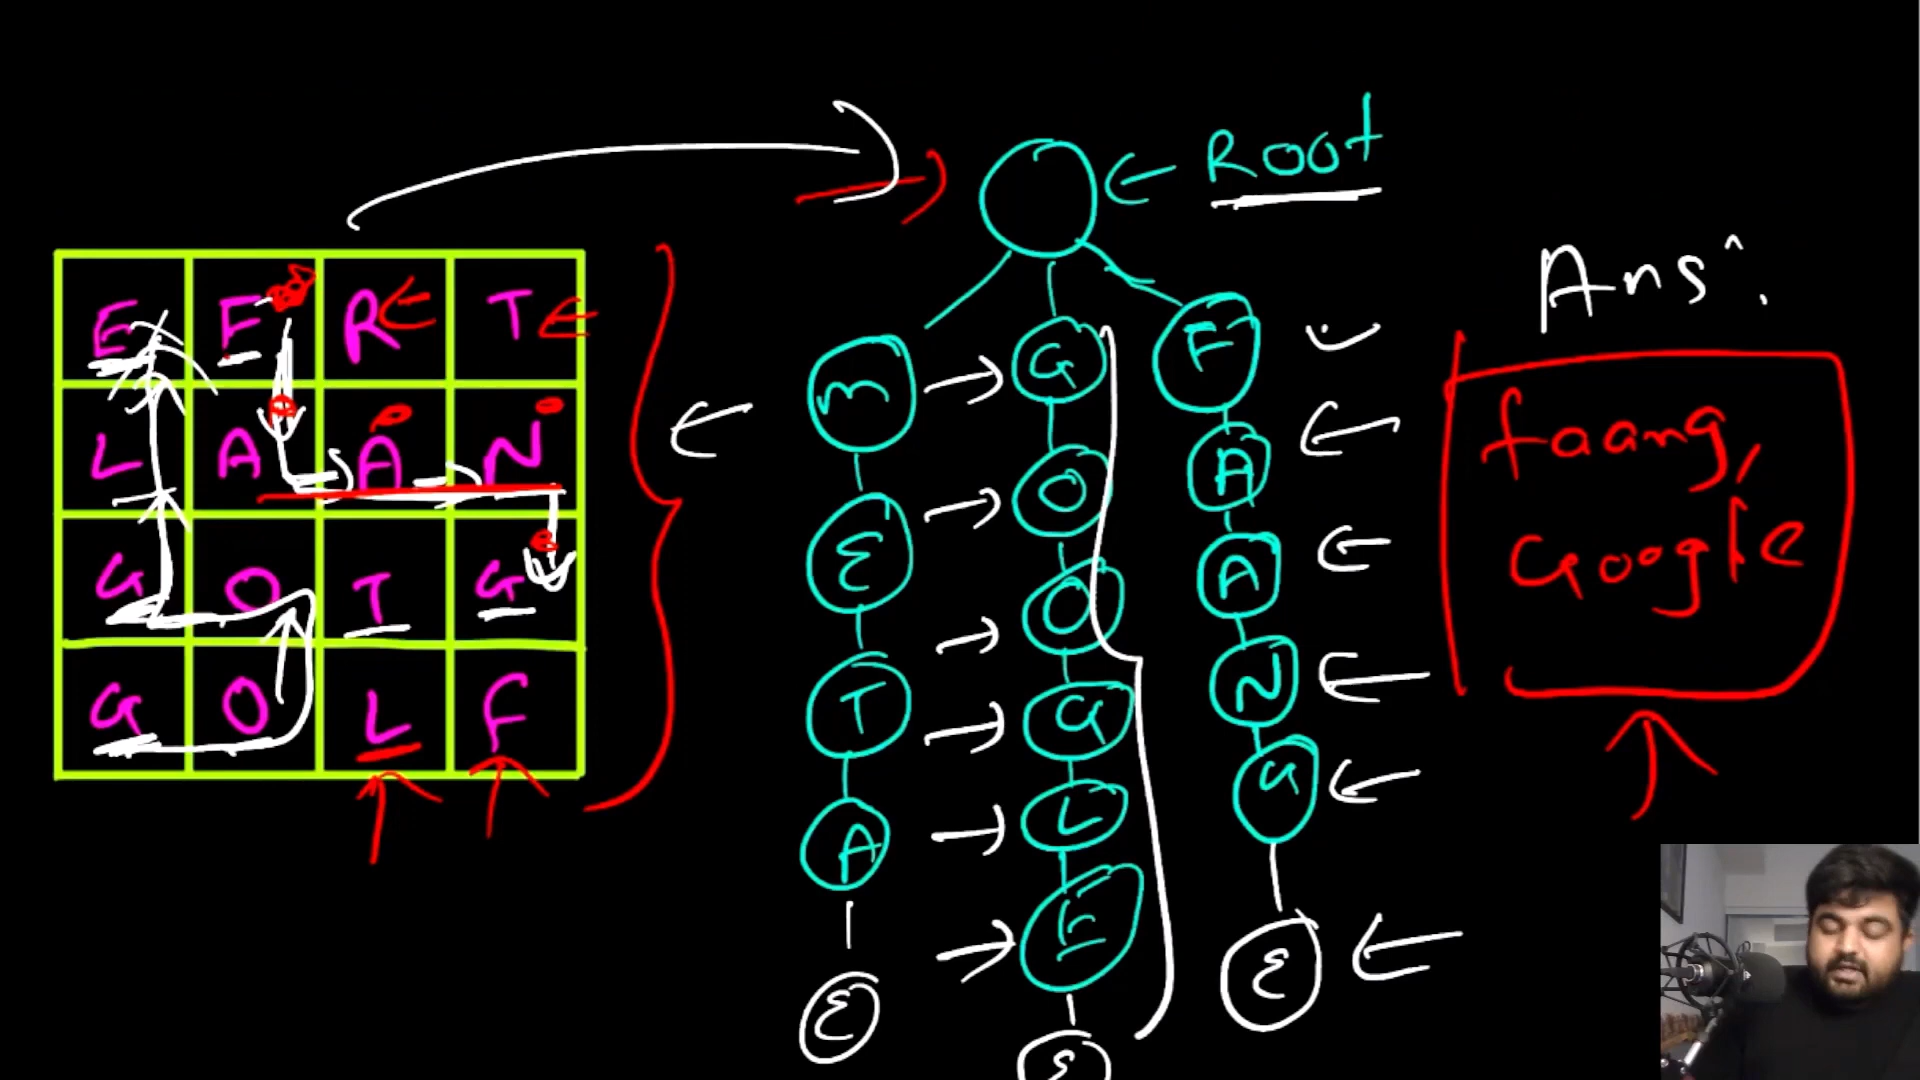 Root
Ans:
E F R T
L A A N
G O T G
G O L F
M G F
E O A
T O A
A G N
E L G
E E
E
faang,
Google